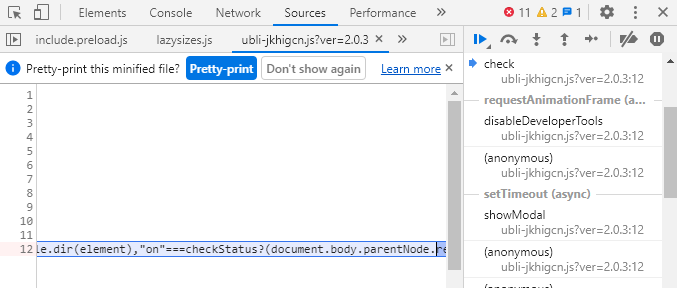 Elements Console Sources Performance 11 2 1
include.preload.js lazysizes.js ubli-jkhigcn.js?ver=2.0.3
Pretty-print this minified file? Pretty-print Don't show again Learn more
1
2
3
4
5
6
7
8
9
10
11
12 e.dir(element),"on"===checkStatus?(document.body.parentNode.re
check
ubli-jkhigcn.js?ver=2.0.3:12
requestAnimationFrame (a...
disableDeveloperTools
ubli-jkhigcn.js?ver=2.0.3:12
(anonymous)
ubli-jkhigcn.js?ver=2.0.3:12
setTimeout (async)
showModal
ubli-jkhigcn.js?ver=2.0.3:12
(anonymous)
ubli-jkhigcn.js?ver=2.0.3:12
(anonymous)